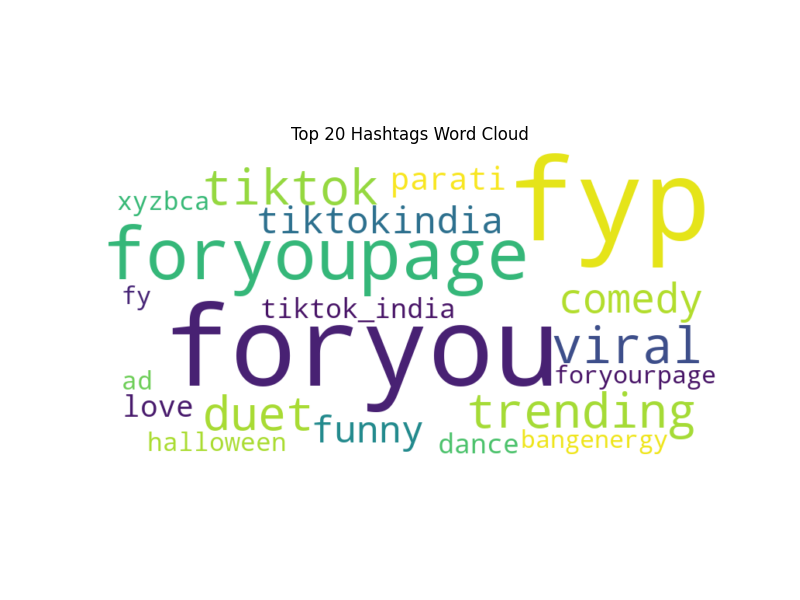 Top 20 Hashtags Word Cloud
fyp
tiktok
parati
xyzbca
tiktokindia
foryoupage
fy
tiktok_india
comedy
foryou
viral
foryourpage
ad
love
duet
trending
funny
halloween
dance
bangenergy